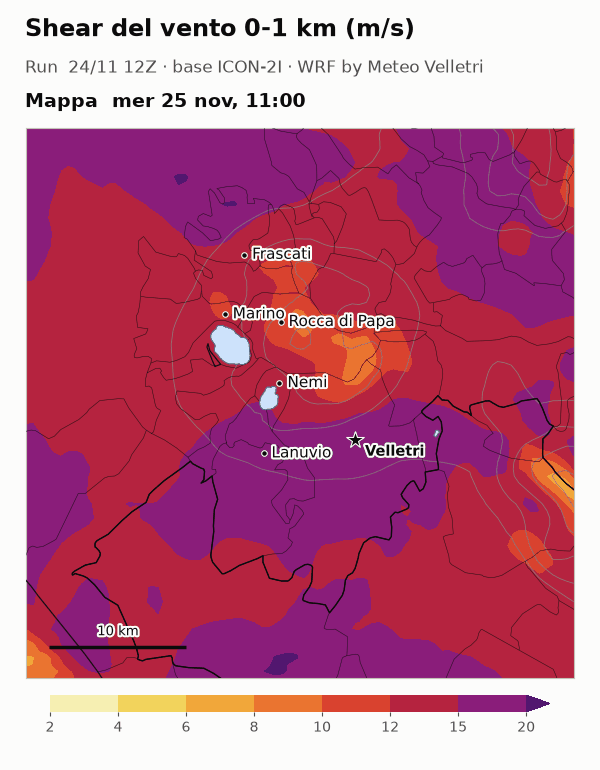 Shear del vento 0-1 km (m/s)
Run  24/11 12Z · base ICON-2I · WRF by Meteo Velletri
Mappa  mer 25 nov, 11:00
Frascati
Marino
Rocca di Papa
Nemi
Lanuvio
Velletri
10 km
2 4 6 8 10 12 15 20